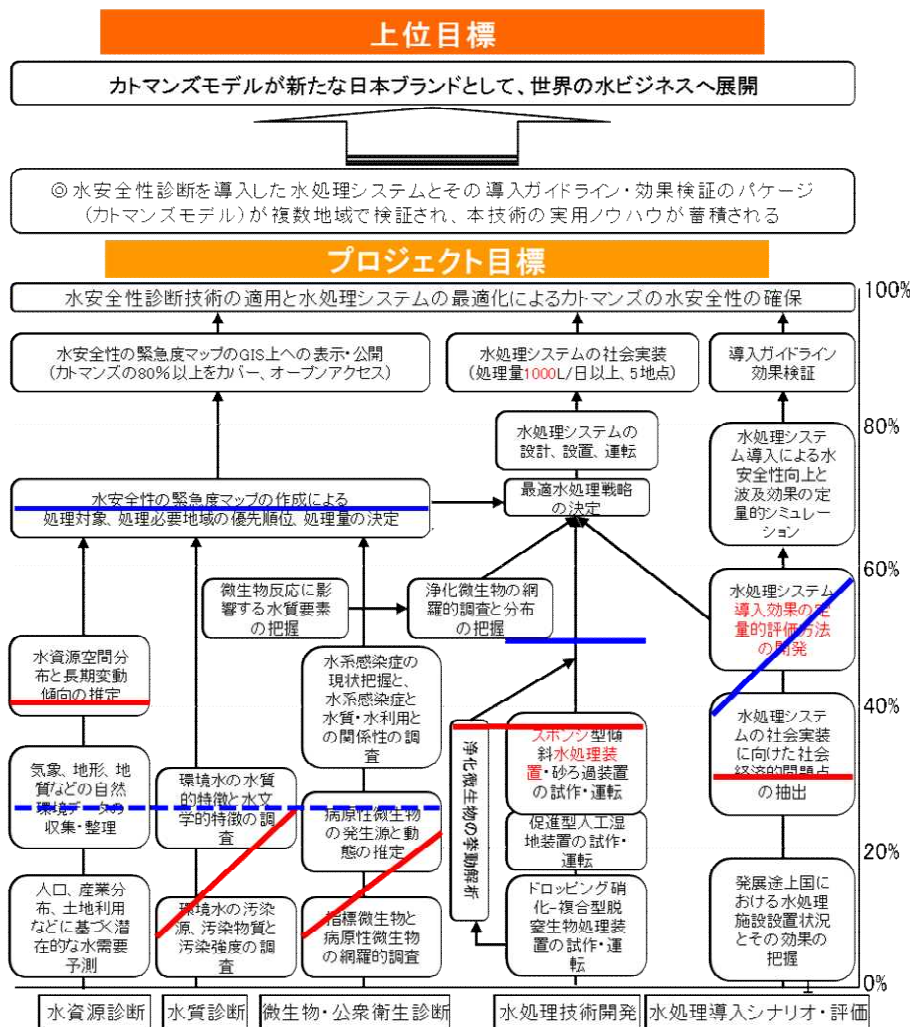 上位目標
カトマンズモデルが新たな日本ブランドとして、世界の水ビジネスへ展開
◎水安全性診断を導入した水処理システムとその導入ガイドライン・効果検証のパケージ
(カトマンズモデル)が複数地域で検証され、本技術の実用ノウハウが蓄積される
プロジェクト目標
水安全性診断技術の適用と水処理システムの最適化によるカトマンズの水安全性の確保
100%
水安全性の緊急度マップのGIS上への表示・公開
(カトマンズの80%以上をカバー、オープンアクセス)
水処理システムの社会実装
(処理量1000L/日以上、5地点)
導入ガイドライン
効果検証
80%
水処理システムの
設計、設置、運転
水処理システ
ム導入による水
安全性向上と
波及効果の定
量的シミュレー
ション
水安全性の緊急度マップの作成による
処理対象、処理必要地域の優先順位、処理量の決定
最適水処理戦略
の決定
60%
微生物反応に影
響する水質要素
の把握
浄化微生物の網
羅的調査と分布
の把握
水処理システム
導入効果の定
量的評価方法
の開発
水資源空間分
布と長期変動
傾向の推定
水系感染症の
現状把握と、
水系感染症と
水質・水利用と
の関係性の調
査
40%
浄化微生物の挙動解析
スポンジ型傾
斜水処理装
置・砂ろ過装置
の試作・運転
水処理システ
ムの社会実装
に向けた社会
経済的問題点
の抽出
気象、地形、地
質などの自然
環境データの
収集・整理
環境水の水質
的特徴と水文
学的特徴の調
査
病原性微生物
の発生源と動
態の推定
促進型人工湿
地装置の試作・
運転
20%
人口、産業分
布、土地利用
などに基づく潜
在的な水需要
予測
環境水の汚染
源、汚染物質と
汚染強度の調
査
指標微生物と
病原性微生物
の網羅的調査
ドロッピング硝
化-複合型脱
窒生物処理装
置の試作・運
転
発展途上国に
おける水処理
施設設置状況
とその効果の
把握
0%
水資源診断
水質診断
微生物・公衆衛生診断
水処理技術開発
水処理導入シナリオ・評価